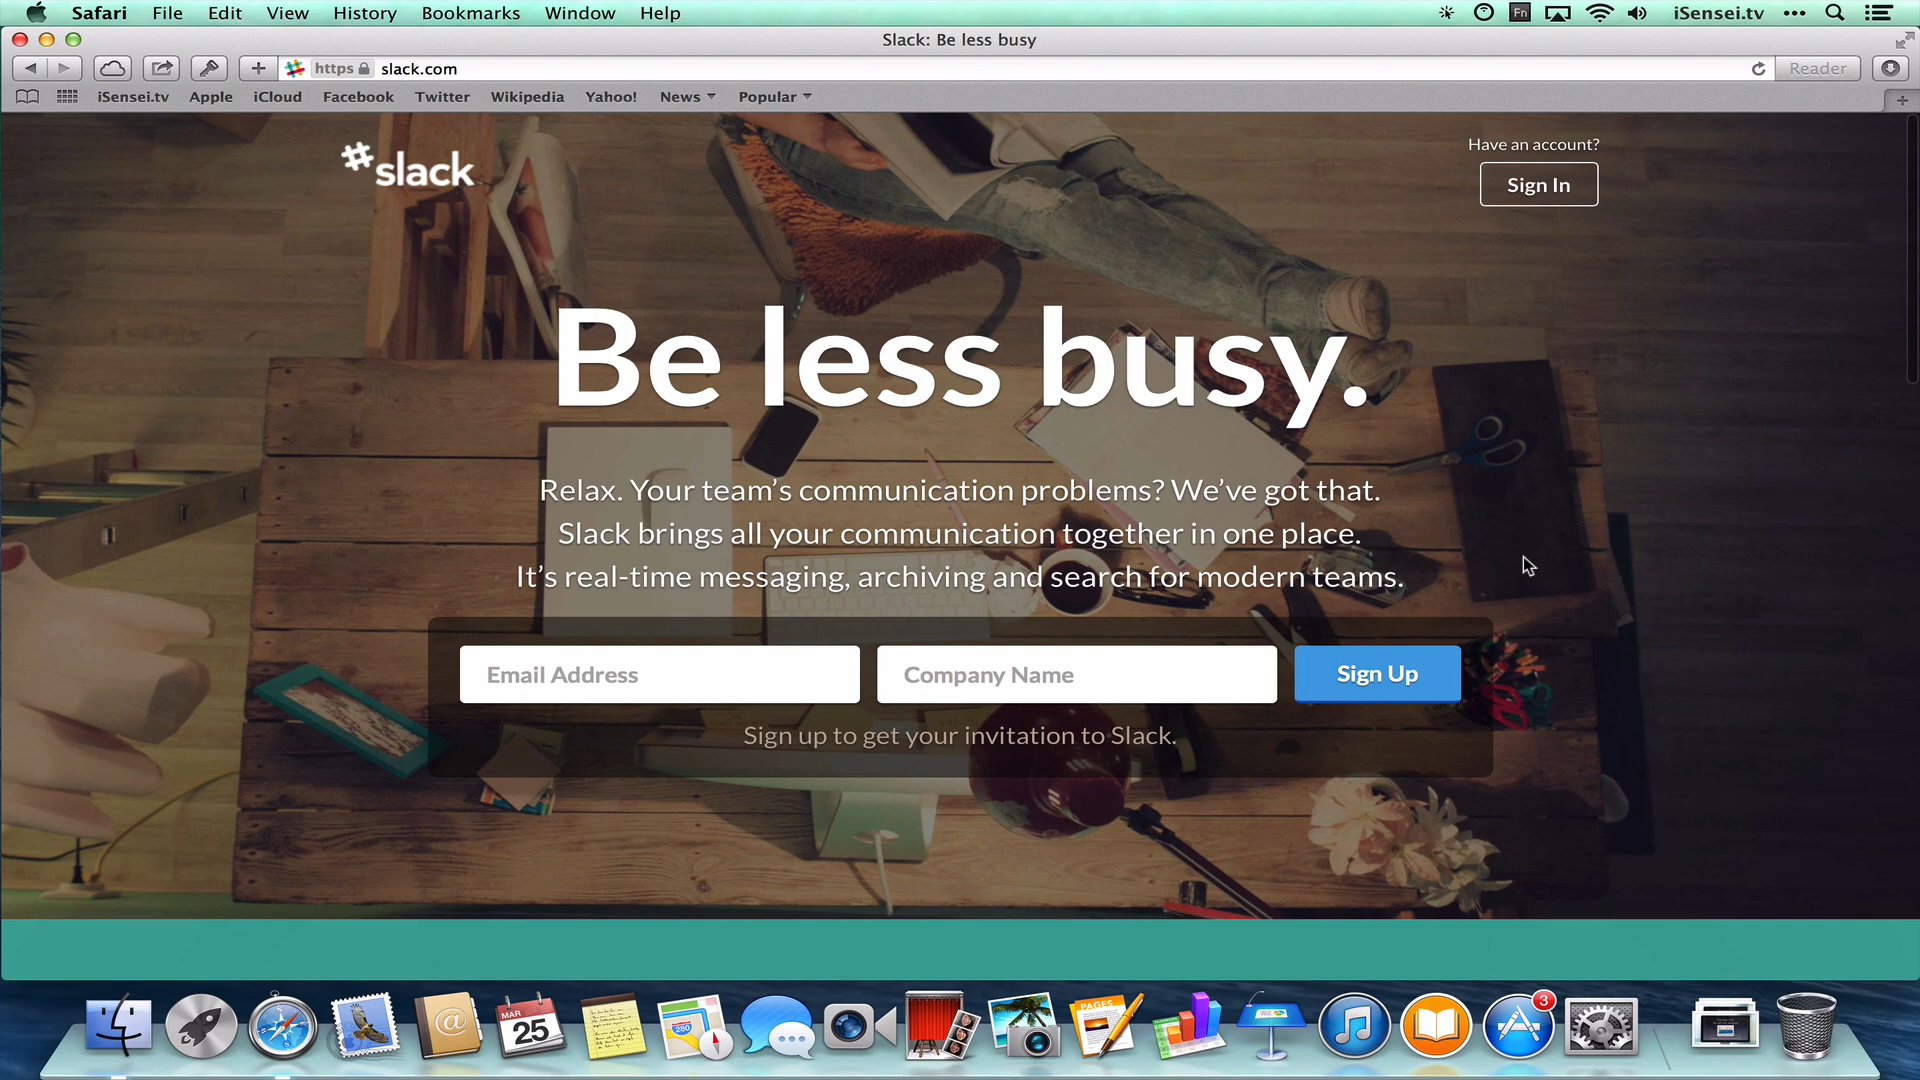 Safari File Edit View History Bookmarks Window Help
Fn iSensei.tv
Slack: Be less busy
https slack.com
Reader
iSensei.tv Apple iCloud Facebook Twitter Wikipedia Yahoo! News Popular
slack
Have an account?
Sign In
Be less busy.
Relax. Your team’s communication problems? We’ve got that.
Slack brings all your communication together in one place.
It’s real-time messaging, archiving and search for modern teams.
Email Address
Company Name
Sign Up
Sign up to get your invitation to Slack.
@
MAR
25
280
PAGES
3